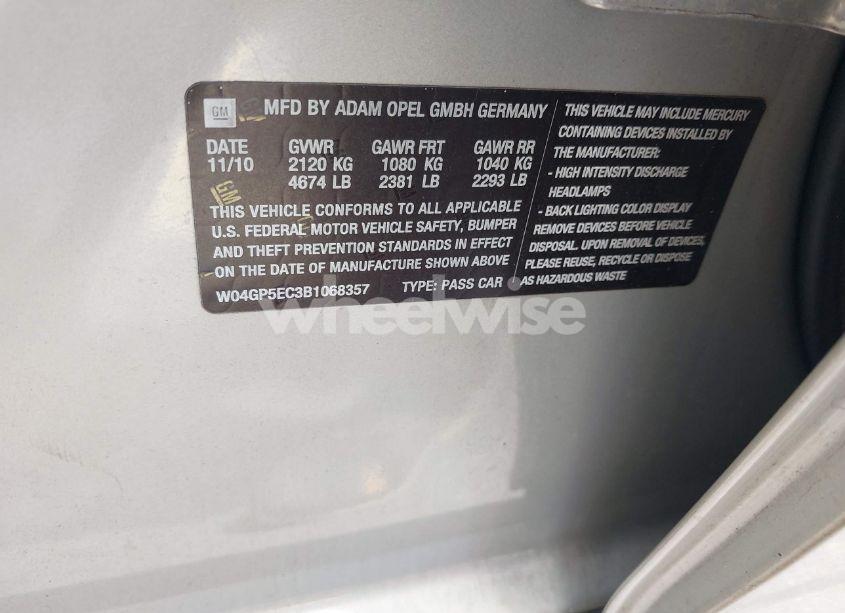 GM MFD BY ADAM OPEL GMBH GERMANY
DATE GVWR GAWR FRT GAWR RR
11/10 2120 KG 1080 KG 1040 KG
4674 LB 2381 LB 2293 LB
THIS VEHICLE CONFORMS TO ALL APPLICABLE
U.S. FEDERAL MOTOR VEHICLE SAFETY, BUMPER
AND THEFT PREVENTION STANDARDS IN EFFECT
ON THE DATE OF MANUFACTURE SHOWN ABOVE
W04GP5EC3B1068357 TYPE: PASS CAR
THIS VEHICLE MAY INCLUDE MERCURY
CONTAINING DEVICES INSTALLED BY
THE MANUFACTURER:
- HIGH INTENSITY DISCHARGE
HEADLAMPS
- BACK LIGHTING COLOR DISPLAY
REMOVE DEVICES BEFORE VEHICLE
DISPOSAL. UPON REMOVAL OF DEVICES,
PLEASE REUSE, RECYCLE OR DISPOSE
AS HAZARDOUS WASTE
GM
wheelwise